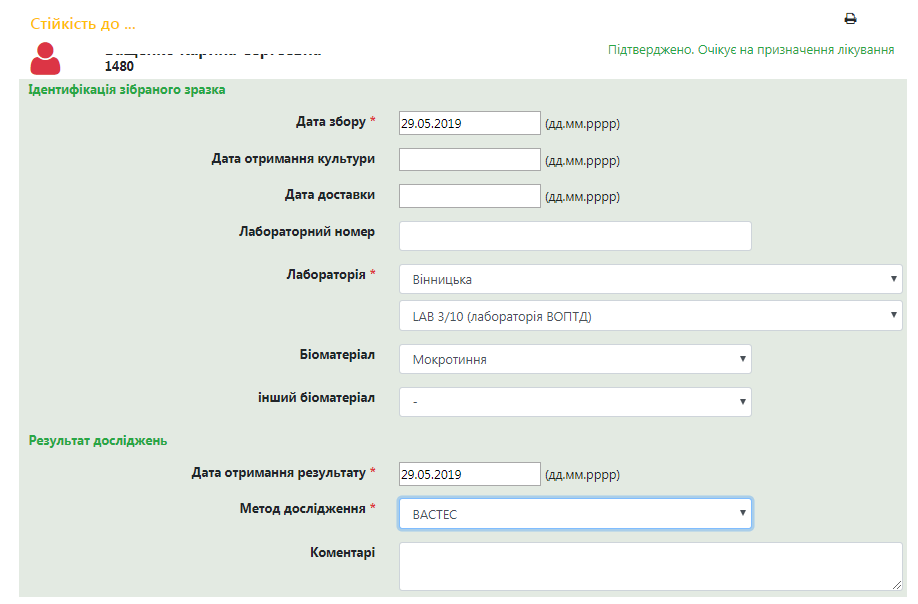 Стійкість до ...
1480
Підтверджено. Очікує на призначення лікування
Ідентифікація зібраного зразка
Дата збору * 29.05.2019 (дд.мм.рррр)
Дата отримання культури (дд.мм.рррр)
Дата доставки (дд.мм.рррр)
Лабораторний номер
Лабораторія * Вінницька
LAB 3/10 (лабораторія ВОПТД)
Біоматеріал Мокротиння
інший біоматеріал -
Результат досліджень
Дата отримання результату * 29.05.2019 (дд.мм.рррр)
Метод дослідження * BACTEC
Коментарі